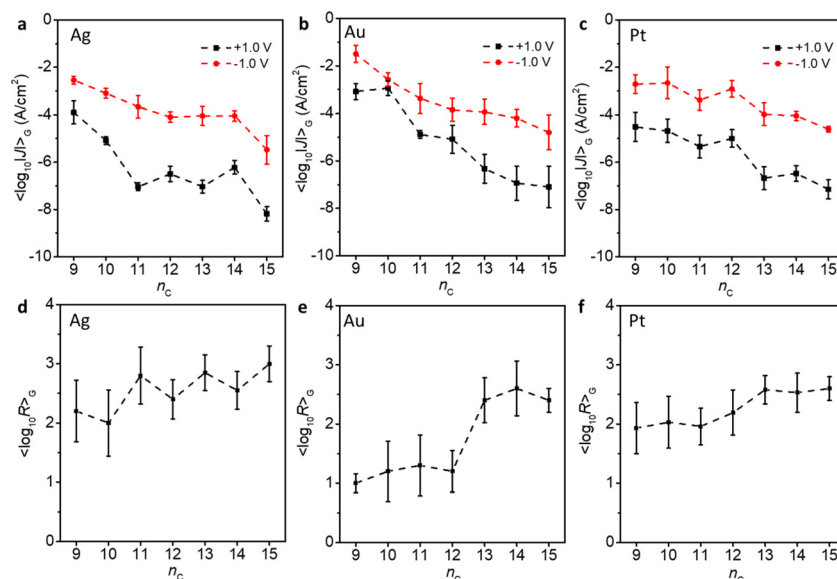 a Ag
+1.0 V
-1.0 V
<log₁₀|J|>G (A/cm²)
0
-2
-4
-6
-8
-10
9 10 11 12 13 14 15
nC
b Au
+1.0 V
-1.0 V
<log₁₀|J|>G (A/cm²)
0
-2
-4
-6
-8
-10
9 10 11 12 13 14 15
nC
c Pt
+1.0 V
-1.0 V
<log₁₀|J|>G (A/cm²)
0
-2
-4
-6
-8
-10
9 10 11 12 13 14 15
nC
d Ag
<log₁₀R>G
4
3
2
1
0
9 10 11 12 13 14 15
nC
e Au
<log₁₀R>G
4
3
2
1
0
9 10 11 12 13 14 15
nC
f Pt
<log₁₀R>G
4
3
2
1
0
9 10 11 12 13 14 15
nC